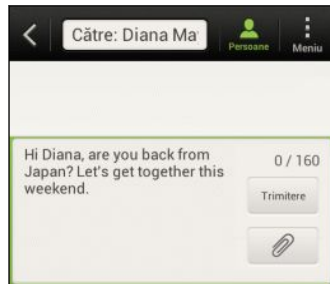 Către: Diana Ma
Persoane
Meniu
Hi Diana, are you back from
Japan? Let's get together this
weekend.
0 / 160
Trimitere